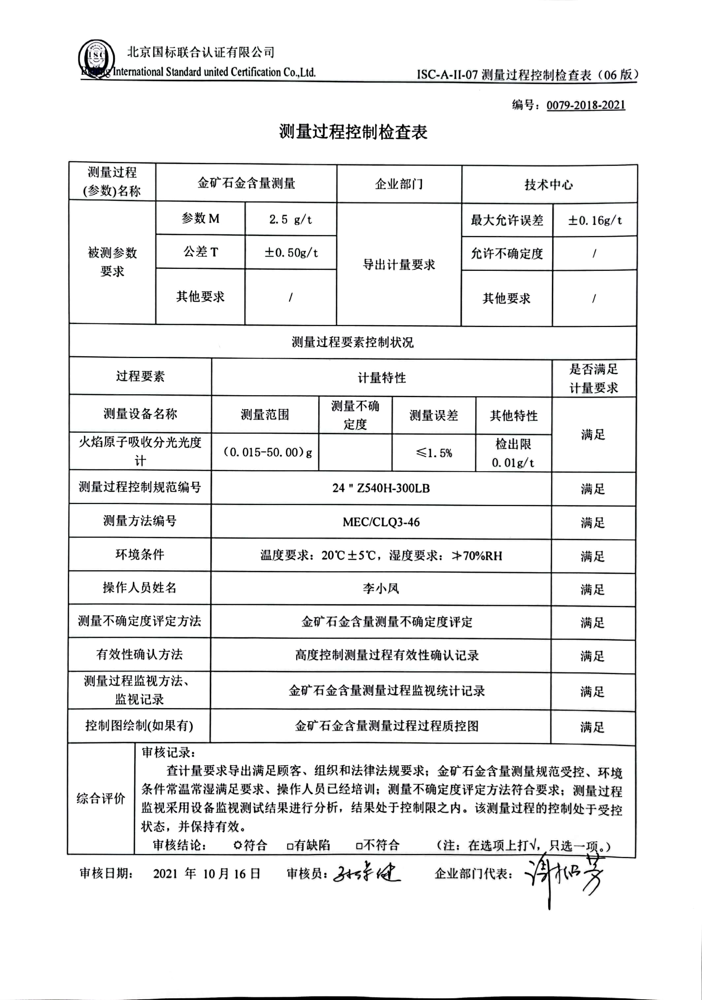 ISC
北京国标联合认证有限公司
Beijing International Standard united Certification Co.,Ltd.
ISC-A-II-07 测量过程控制检查表（06 版）
编号：0079-2018-2021
测量过程控制检查表
测量过程
(参数)名称
金矿石金含量测量
企业部门
技术中心
被测参数
要求
参数 M
2.5 g/t
导出计量要求
最大允许误差
±0.16g/t
公差 T
±0.50g/t
允许不确定度
/
其他要求
/
其他要求
/
测量过程要素控制状况
过程要素
计量特性
是否满足
计量要求
测量设备名称
测量范围
测量不确
定度
测量误差
其他特性
满足
火焰原子吸收分光光度
计
(0.015-50.00)g
≤1.5%
检出限
0.01g/t
测量过程控制规范编号
24 " Z540H-300LB
满足
测量方法编号
MEC/CLQ3-46
满足
环境条件
温度要求：20℃±5℃，湿度要求：≯70%RH
满足
操作人员姓名
李小凤
满足
测量不确定度评定方法
金矿石金含量测量不确定度评定
满足
有效性确认方法
高度控制测量过程有效性确认记录
满足
测量过程监视方法、
监视记录
金矿石金含量测量过程监视统计记录
满足
控制图绘制(如果有)
金矿石金含量测量过程过程质控图
满足
综合评价
审核记录：
查计量要求导出满足顾客、组织和法律法规要求；金矿石金含量测量规范受控、环境
条件常温常湿满足要求、操作人员已经培训；测量不确定度评定方法符合要求；测量过程
监视采用设备监视测试结果进行分析，结果处于控制限之内。该测量过程的控制处于受控
状态，并保持有效。
审核结论： 符合 □有缺陷 □不符合 （注：在选项上打√，只选一项。）
审核日期： 2021 年 10 月 16 日 审核员： 企业部门代表：